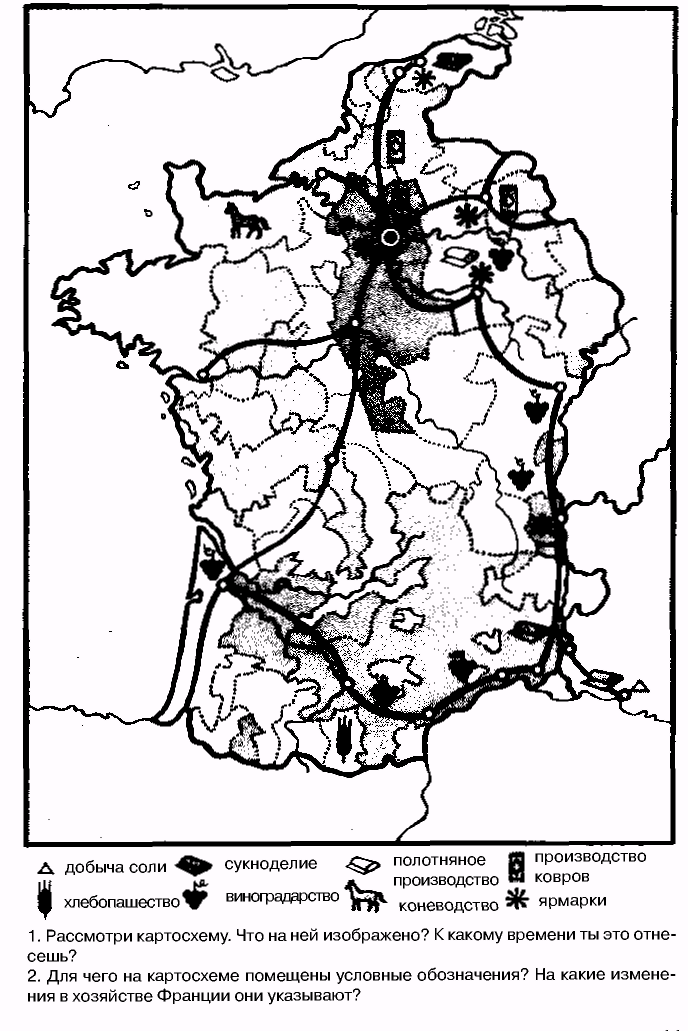 добыча соли
сукноделие
полотняное производство
производство ковров
хлебопашество
виноградарство
коневодство
ярмарки
1. Рассмотри картосхему. Что на ней изображено? К какому времени ты это отне-
сешь?
2. Для чего на картосхеме помещены условные обозначения? На какие измене-
ния в хозяйстве Франции они указывают?